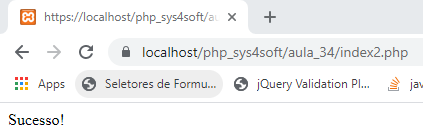 https://localhost/php_sys4soft/au
localhost/php_sys4soft/aula_34/index2.php
Apps Seletores de Formu... jQuery Validation Pl... jav
Sucesso!